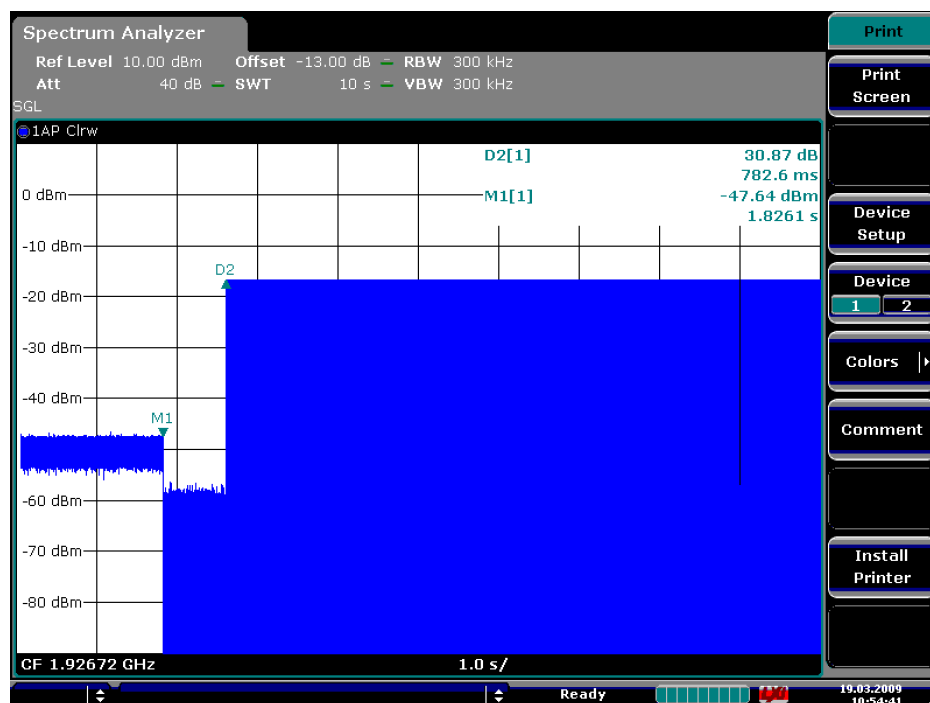 Spectrum Analyzer
Ref Level 10.00 dBm Offset -13.00 dB RBW 300 kHz
Att 40 dB SWT 10 s VBW 300 kHz
SGL
1AP Clrw
D2[1] 30.87 dB
782.6 ms
M1[1] -47.64 dBm
1.8261 s
0 dBm
-10 dBm
D2
-20 dBm
-30 dBm
-40 dBm
M1
-60 dBm
-70 dBm
-80 dBm
CF 1.92672 GHz 1.0 s/
Ready
19.03.2009
10:54:41
Print
Print
Screen
Device
Setup
Device
1 2
Colors
Comment
Install
Printer